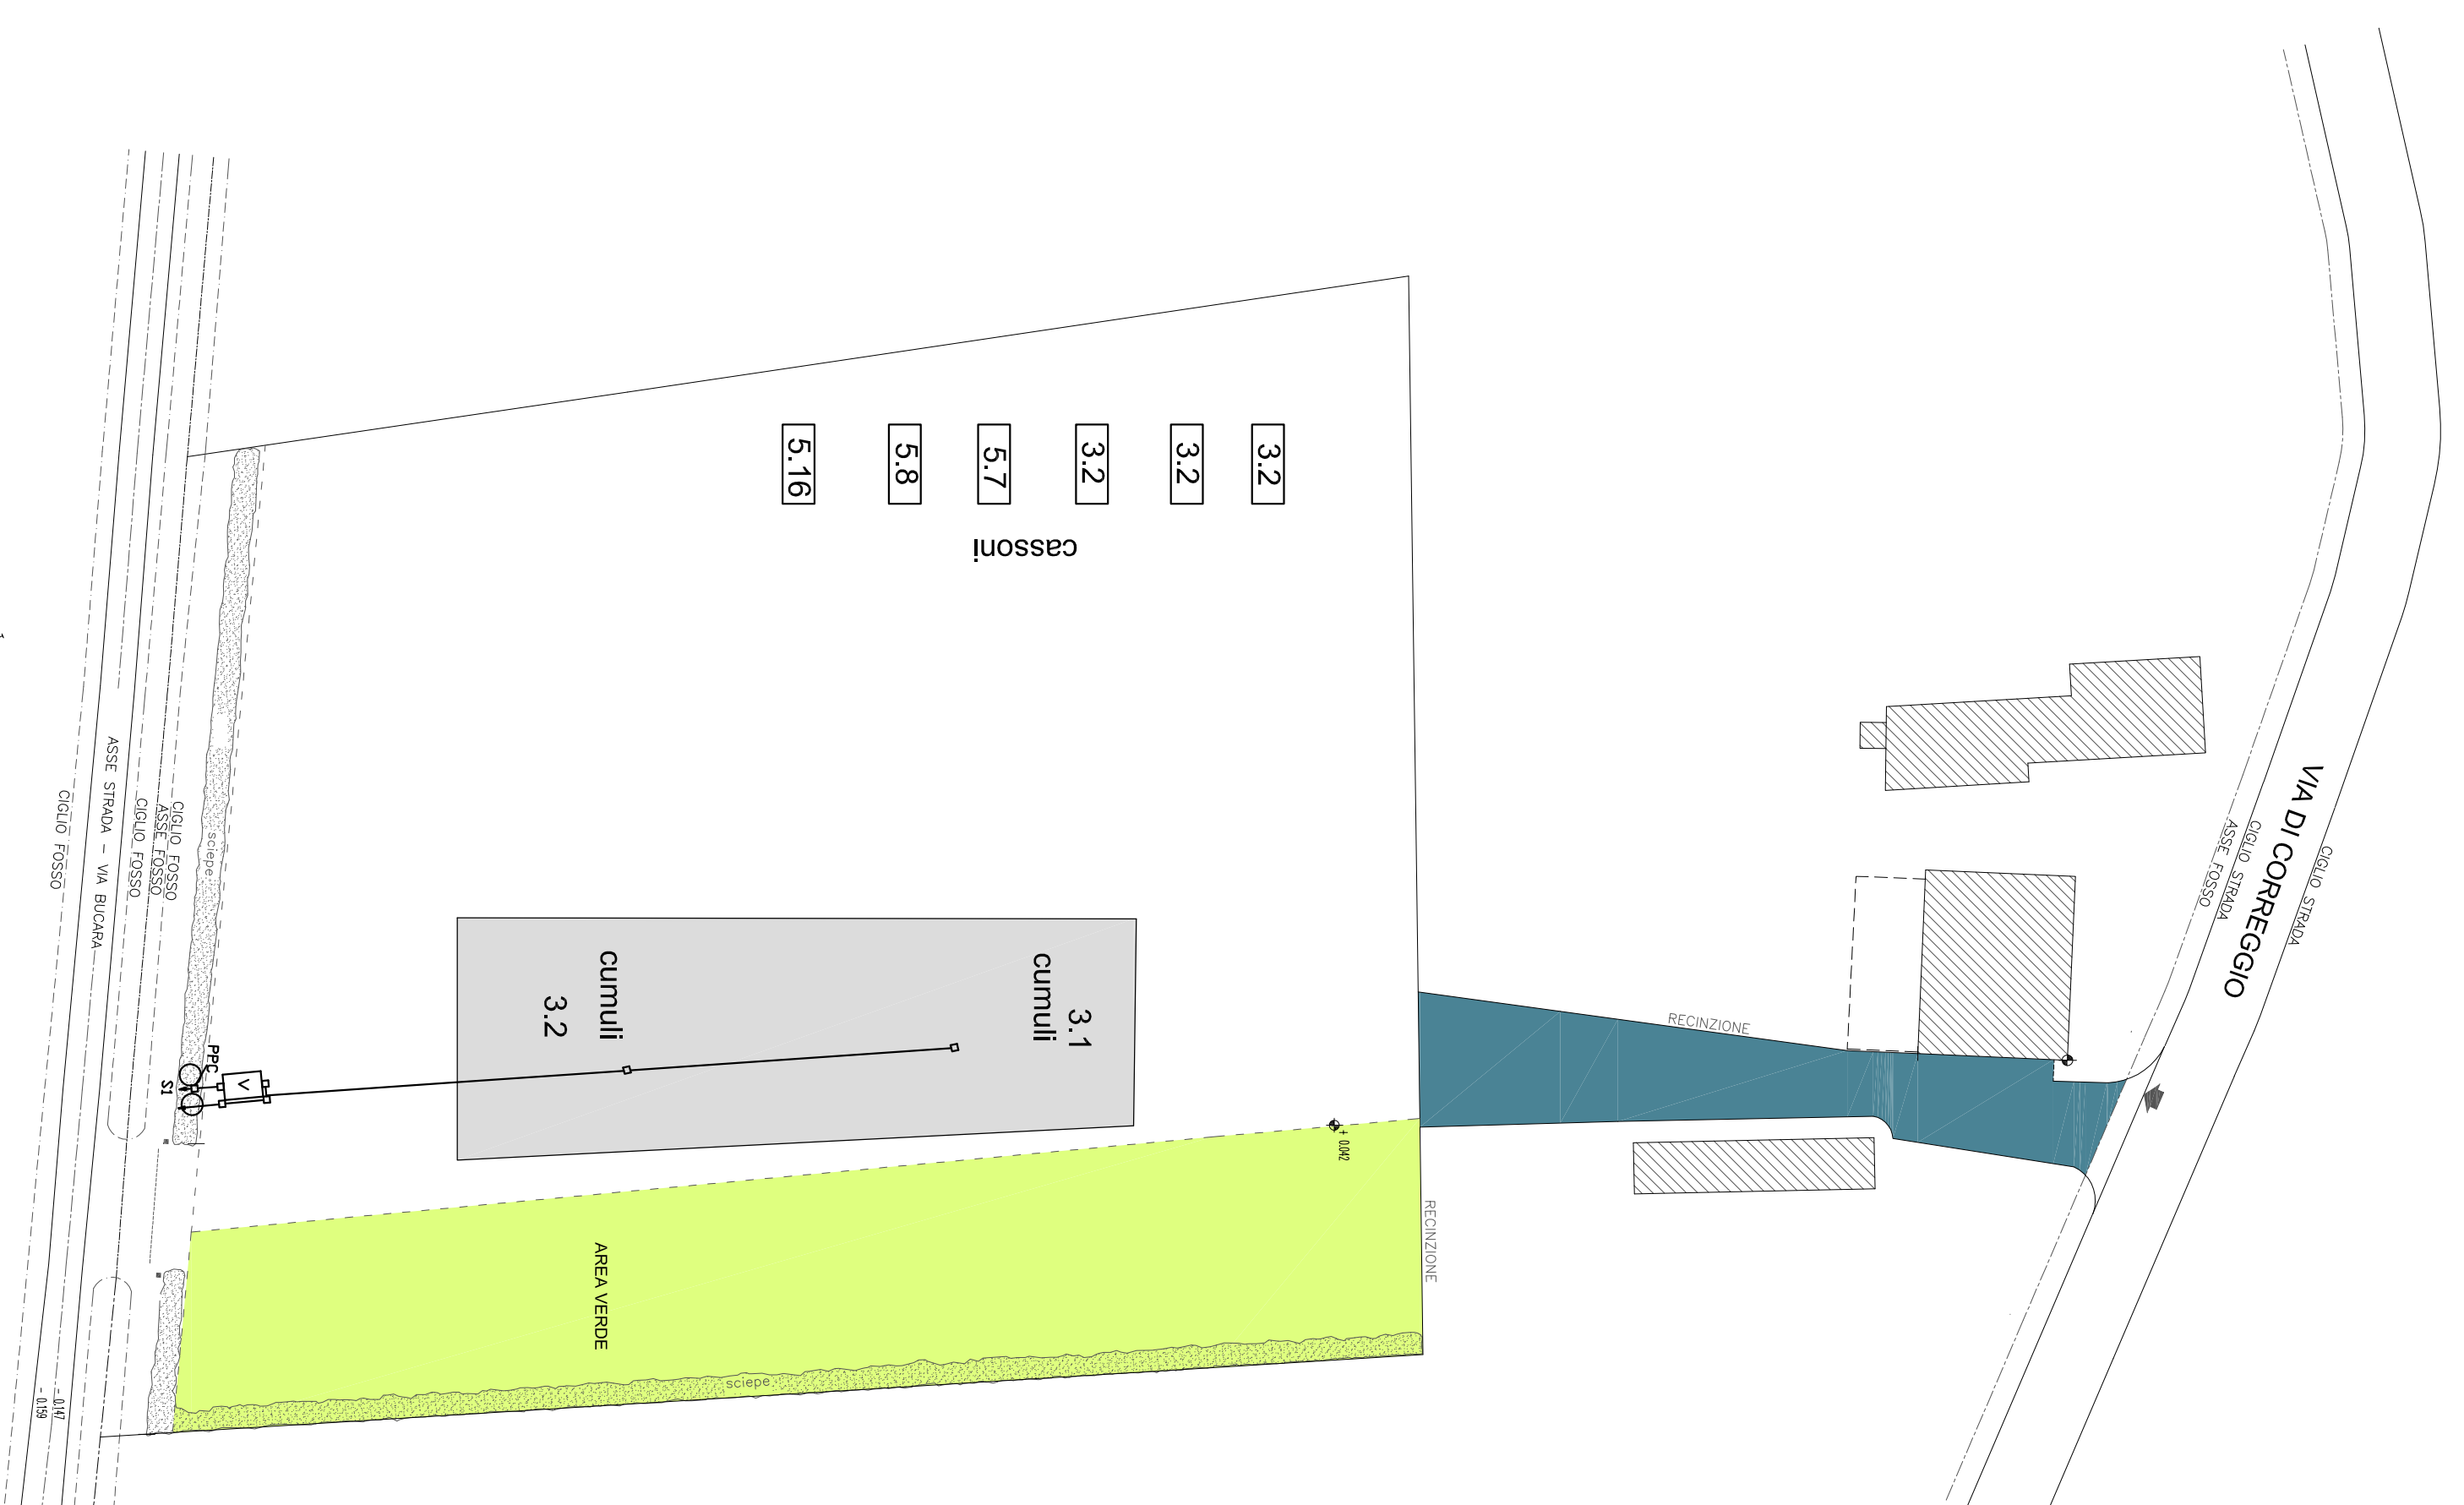 5.16
5.8
5.7
3.2
3.2
3.2
cassoni
VIA DI CORREGGIO
CIGLIO STRADA
CIGLIO STRADA
ASSE FOSSO
RECINZIONE
RECINZIONE
3.1
cumuli
cumuli
3.2
+ 0.042
AREA VERDE
sciepe
sciepe
PPC
S1
V
CIGLIO FOSSO
ASSE FOSSO
CIGLIO FOSSO
ASSE STRADA - VIA BUCARA
CIGLIO FOSSO
- 0.147
- 0.159